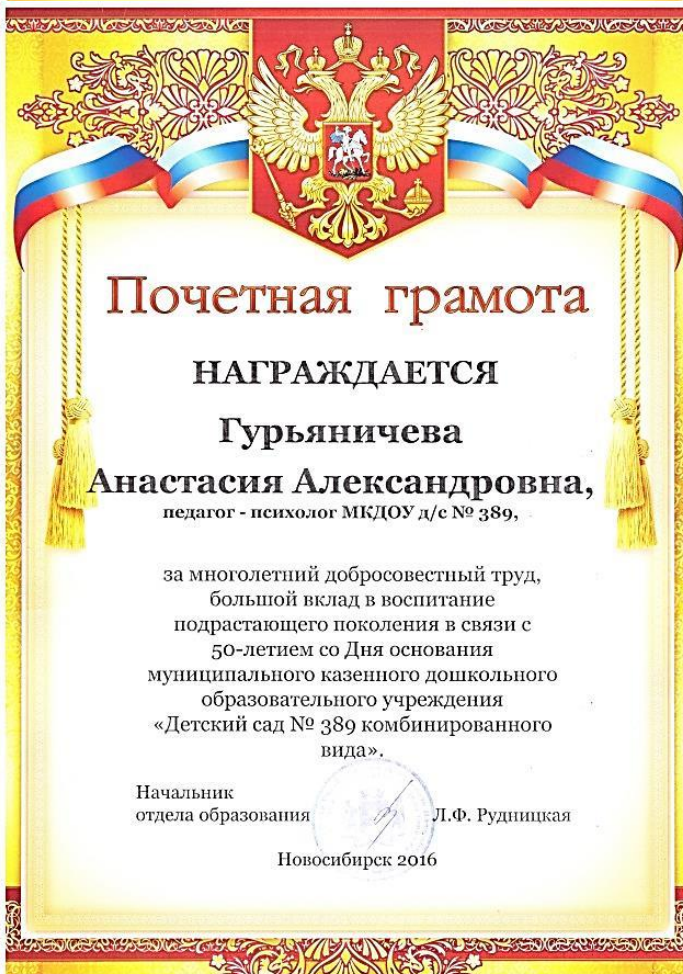 Почетная грамота
НАГРАЖДАЕТСЯ
Гурьяничева
Анастасия Александровна,
педагог - психолог МКДОУ д/с № 389,
за многолетний добросовестный труд,
большой вклад в воспитание
подрастающего поколения в связи с
50-летием со Дня основания
муниципального казенного дошкольного
образовательного учреждения
«Детский сад № 389 комбинированного
вида».
Начальник
отдела образования Л.Ф. Рудницкая
Новосибирск 2016